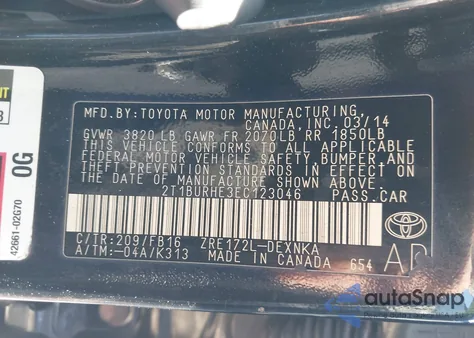 MFD.BY:TOYOTA MOTOR MANUFACTURING,
CANADA, INC. 03/14
GVWR 3820 LB GAWR FR 2070LB RR 1850LB
THIS VEHICLE CONFORMS TO ALL APPLICABLE
FEDERAL MOTOR VEHICLE SAFETY, BUMPER, AND
THEFT PREVENTION STANDARDS IN EFFECT ON
THE DATE OF MANUFACTURE SHOWN ABOVE.
2T1BURHE3EC123046 PASS.CAR
C/TR:209/FB16 ZRE172L-DEXNKA
A/TM:-04A/K313 MADE IN CANADA 654
TOYOTA
OG
42661-02G70
autoSnap